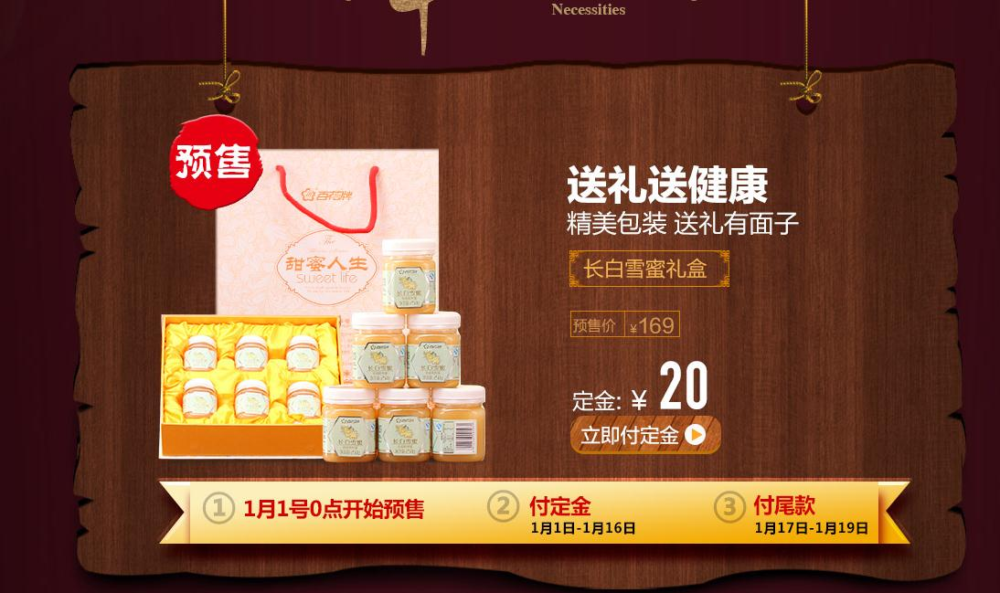 Necessities
预售
百花牌
The
甜蜜人生
sweet life
长白雪蜜
长白雪蜜
长白雪蜜
长白雪蜜
长白雪蜜
送礼送健康
精美包装 送礼有面子
长白雪蜜礼盒
预售价 ¥169
定金: ¥ 20
立即付定金
1 1月1号0点开始预售
2 付定金
1月1日-1月16日
3 付尾款
1月17日-1月19日